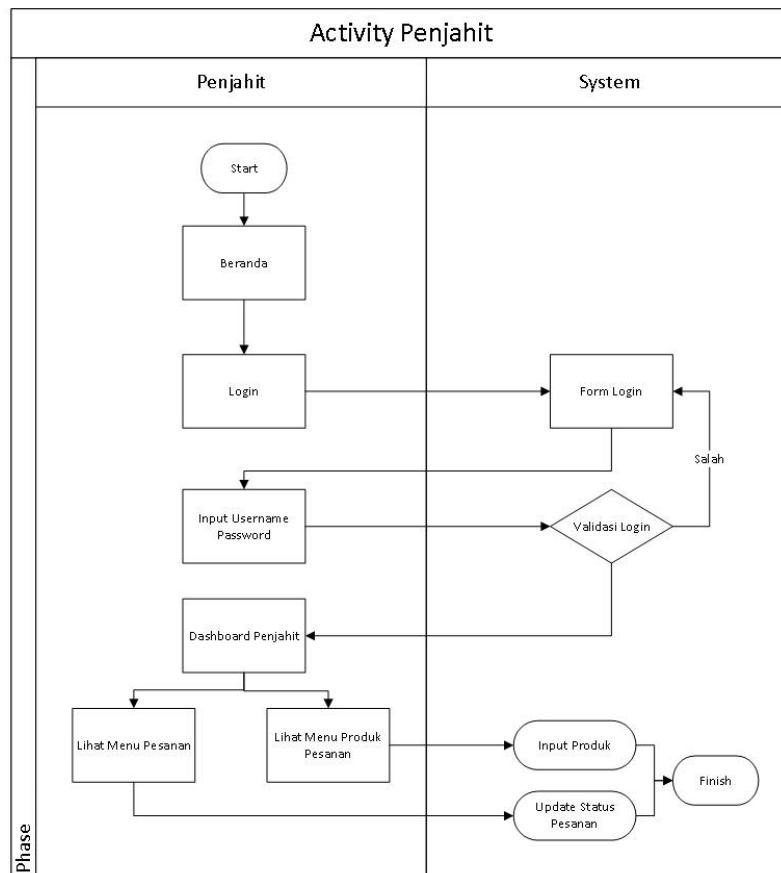 Activity Penjahit
Penjahit
System
Start
Beranda
Login
Form Login
Salah
Input Username
Password
Validasi Login
Dashboard Penjahit
Lihat Menu Pesanan
Lihat Menu Produk
Pesanan
Input Produk
Finish
Update Status
Pesanan
Phase